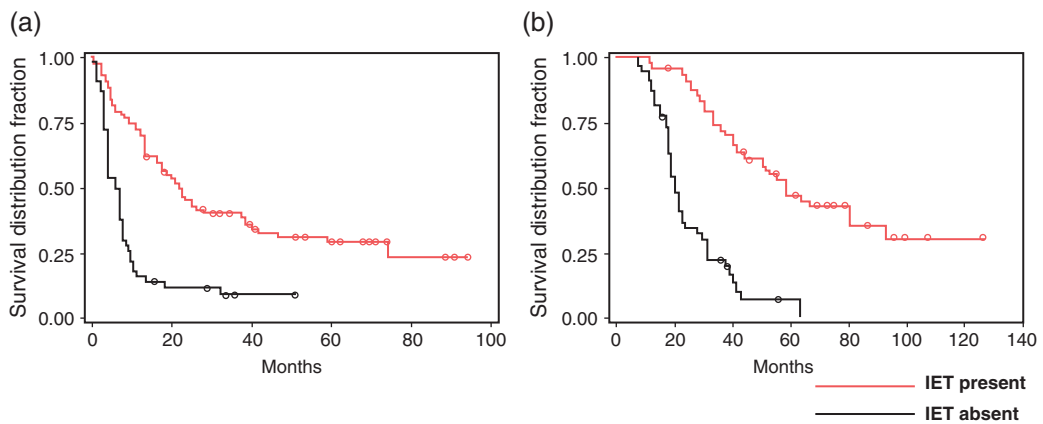 (a)
(b)
Survival distribution fraction
1.00
0.75
0.50
0.25
0.00
0 20 40 60 80 100
Months
Survival distribution fraction
1.00
0.75
0.50
0.25
0.00
0 20 40 60 80 100 120 140
Months
IET present
IET absent